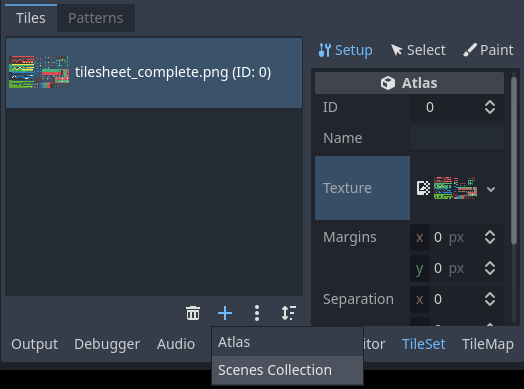 Tiles
Patterns
tilesheet_complete.png (ID: 0)
Setup
Select
Paint
Atlas
ID
0
Name
Texture
Margins
x
0
px
y
0
px
Separation
x
0
Output
Debugger
Audio
itor
TileSet
TileMap
Atlas
Scenes Collection